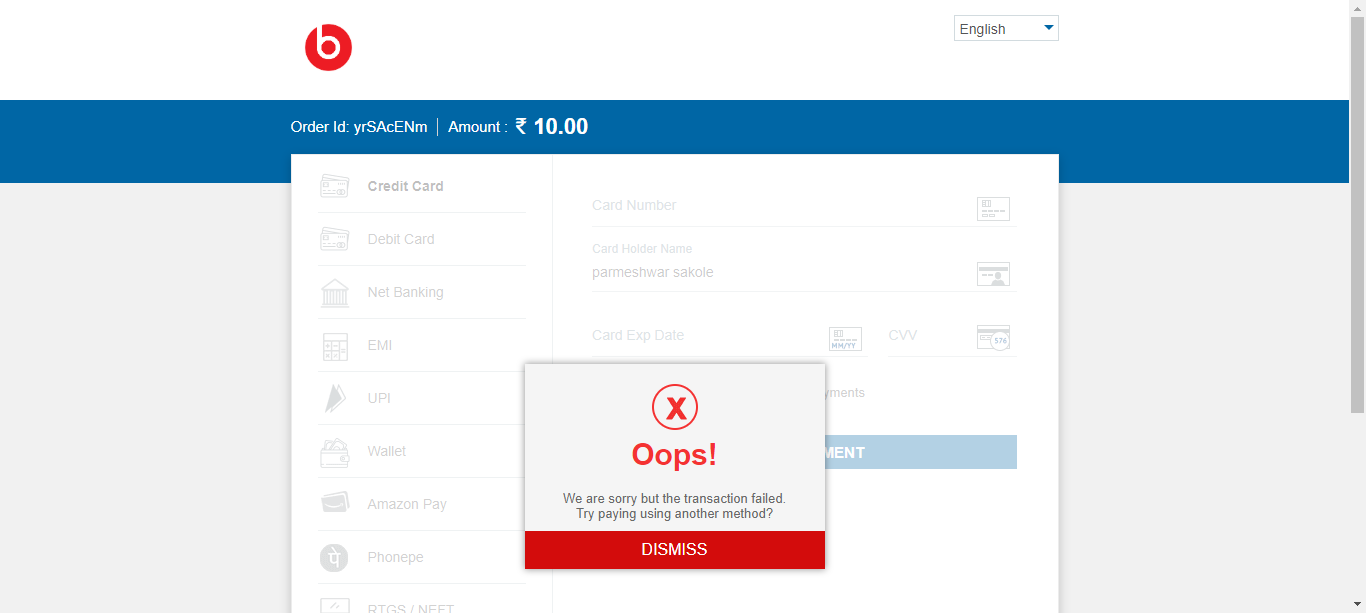 b
English
Order Id: yrSAcENm | Amount : ₹ 10.00
Credit Card
Debit Card
Net Banking
EMI
UPI
Wallet
Amazon Pay
पे
Phonepe
RTGS / NEFT
Card Number
Card Holder Name
parmeshwar sakole
Card Exp Date
MM/YY
CVV
576
yments
MENT
X
Oops!
We are sorry but the transaction failed.
Try paying using another method?
DISMISS